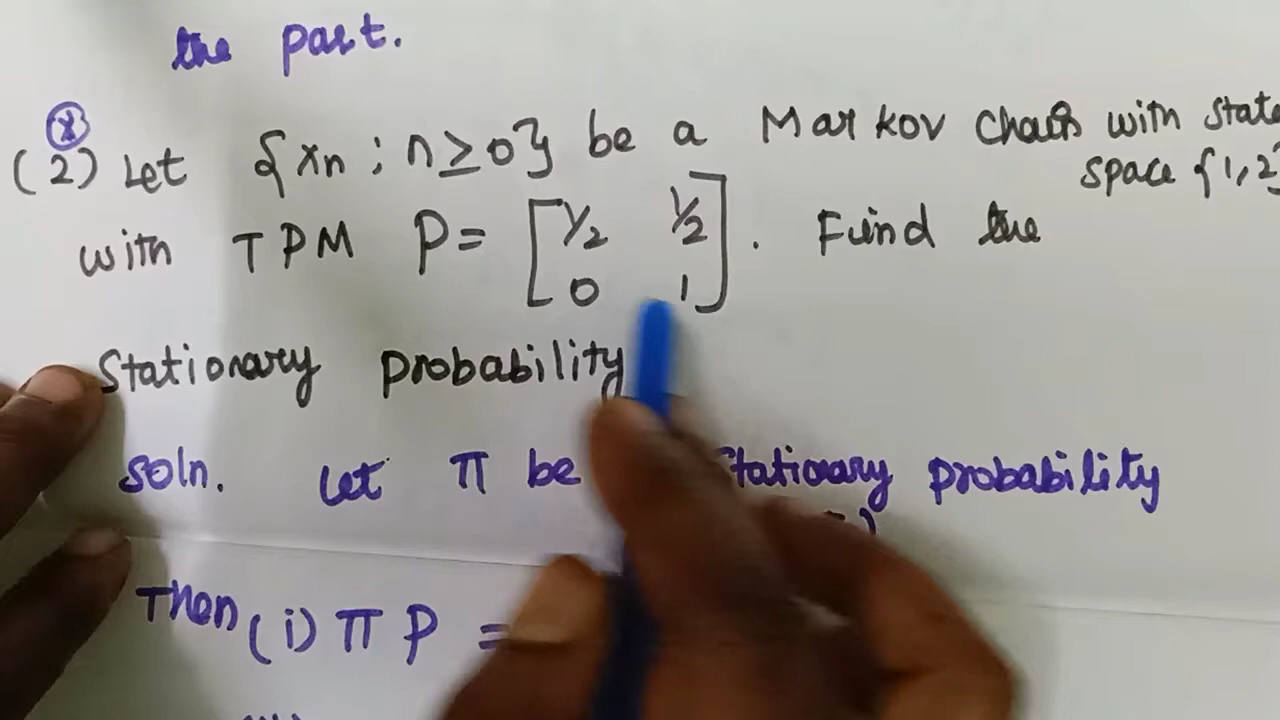 the past.
(2) Let {Xn ; n ≥ 0} be a Markov chain with state
space {1,2}
with TPM P = [ 1/2 1/2 ] . Find the
0 1
Stationary probability
soln. Let π be Stationary probability
Then (i) π P =